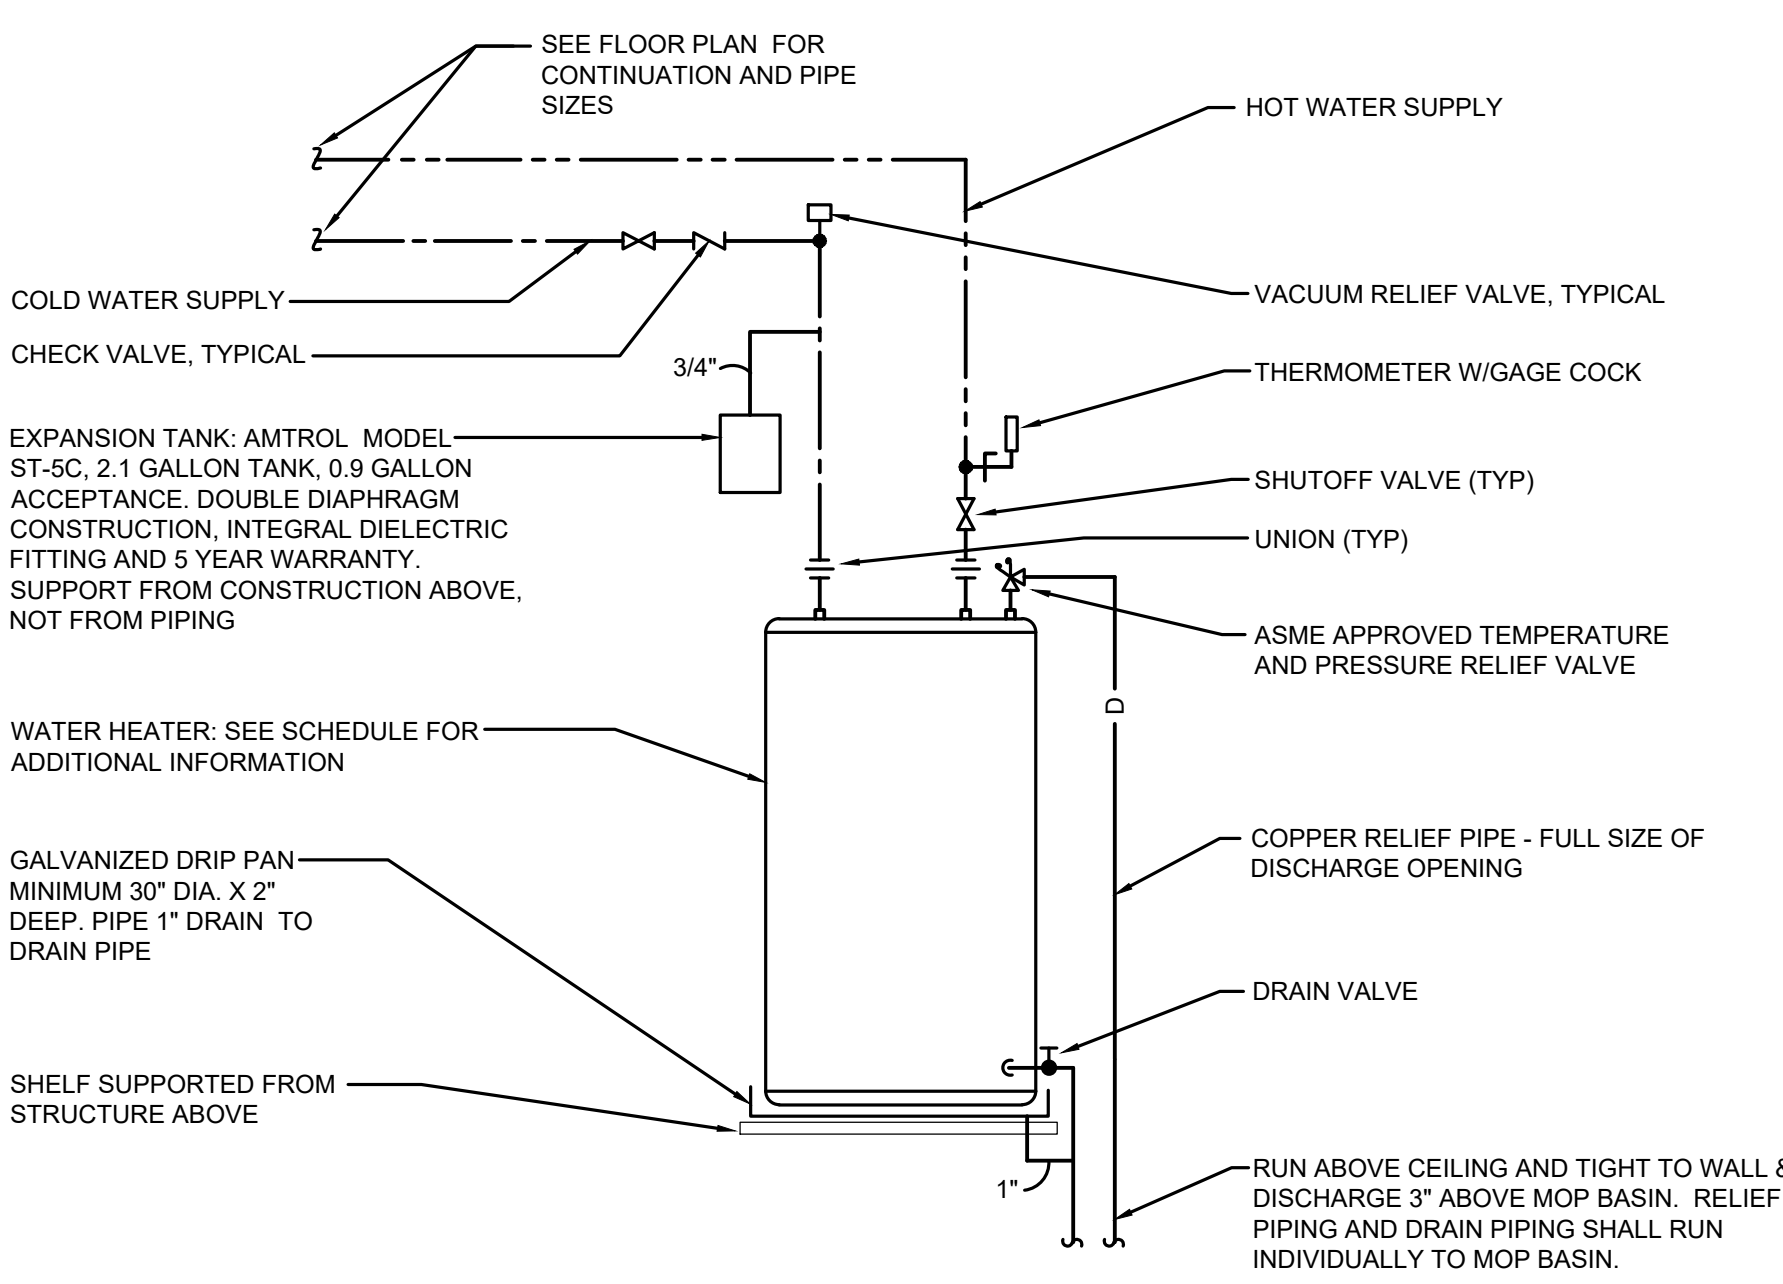 SEE FLOOR PLAN FOR
CONTINUATION AND PIPE
SIZES
HOT WATER SUPPLY
COLD WATER SUPPLY
VACUUM RELIEF VALVE, TYPICAL
CHECK VALVE, TYPICAL
3/4"
THERMOMETER W/GAGE COCK
EXPANSION TANK: AMTROL MODEL
ST-5C, 2.1 GALLON TANK, 0.9 GALLON
ACCEPTANCE. DOUBLE DIAPHRAGM
CONSTRUCTION, INTEGRAL DIELECTRIC
FITTING AND 5 YEAR WARRANTY.
SUPPORT FROM CONSTRUCTION ABOVE,
NOT FROM PIPING
SHUTOFF VALVE (TYP)
UNION (TYP)
ASME APPROVED TEMPERATURE
AND PRESSURE RELIEF VALVE
D
WATER HEATER: SEE SCHEDULE FOR
ADDITIONAL INFORMATION
COPPER RELIEF PIPE - FULL SIZE OF
DISCHARGE OPENING
GALVANIZED DRIP PAN
MINIMUM 30" DIA. X 2"
DEEP. PIPE 1" DRAIN TO
DRAIN PIPE
DRAIN VALVE
SHELF SUPPORTED FROM
STRUCTURE ABOVE
1"
RUN ABOVE CEILING AND TIGHT TO WALL &
DISCHARGE 3" ABOVE MOP BASIN. RELIEF
PIPING AND DRAIN PIPING SHALL RUN
INDIVIDUALLY TO MOP BASIN.